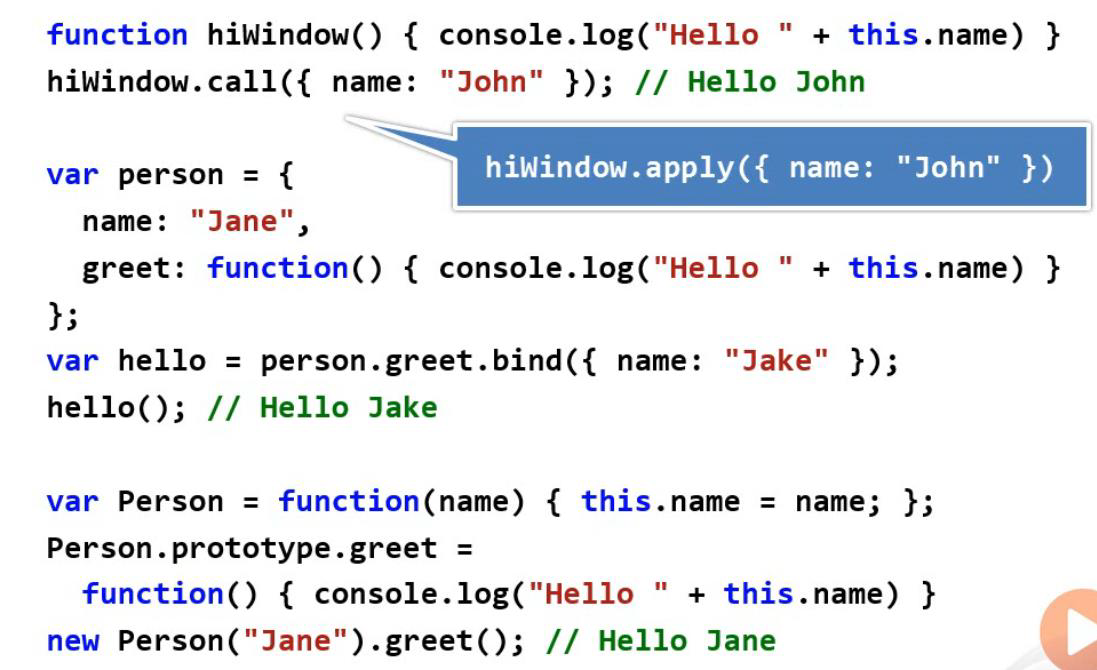 function hiWindow() { console.log("Hello " + this.name) }
hiWindow.call({ name: "John" }); // Hello John
hiWindow.apply({ name: "John" })
var person = {
  name: "Jane",
  greet: function() { console.log("Hello " + this.name) }
};
var hello = person.greet.bind({ name: "Jake" });
hello(); // Hello Jake
var Person = function(name) { this.name = name; };
Person.prototype.greet =
  function() { console.log("Hello " + this.name) }
new Person("Jane").greet(); // Hello Jane